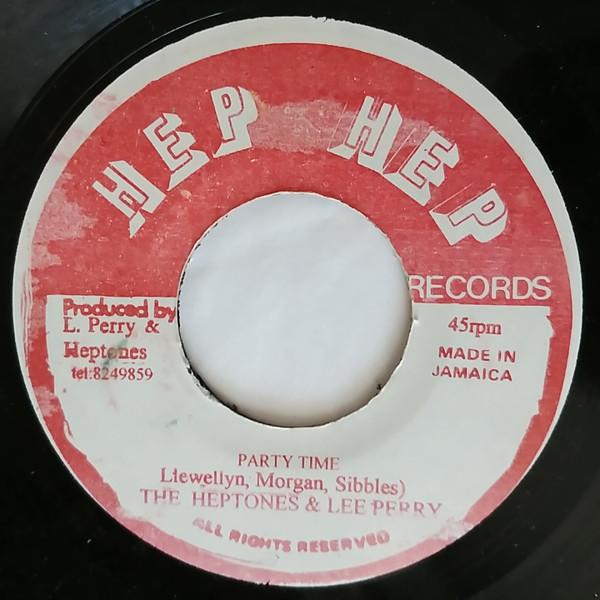 HEP HEP
RECORDS
Produced by
L. Perry &
Heptones
tel:8249859
45rpm
MADE IN
JAMAICA
PARTY TIME
Llewellyn, Morgan, Sibbles)
THE HEPTONES & LEE PERRY
ALL RIGHTS RESERVED